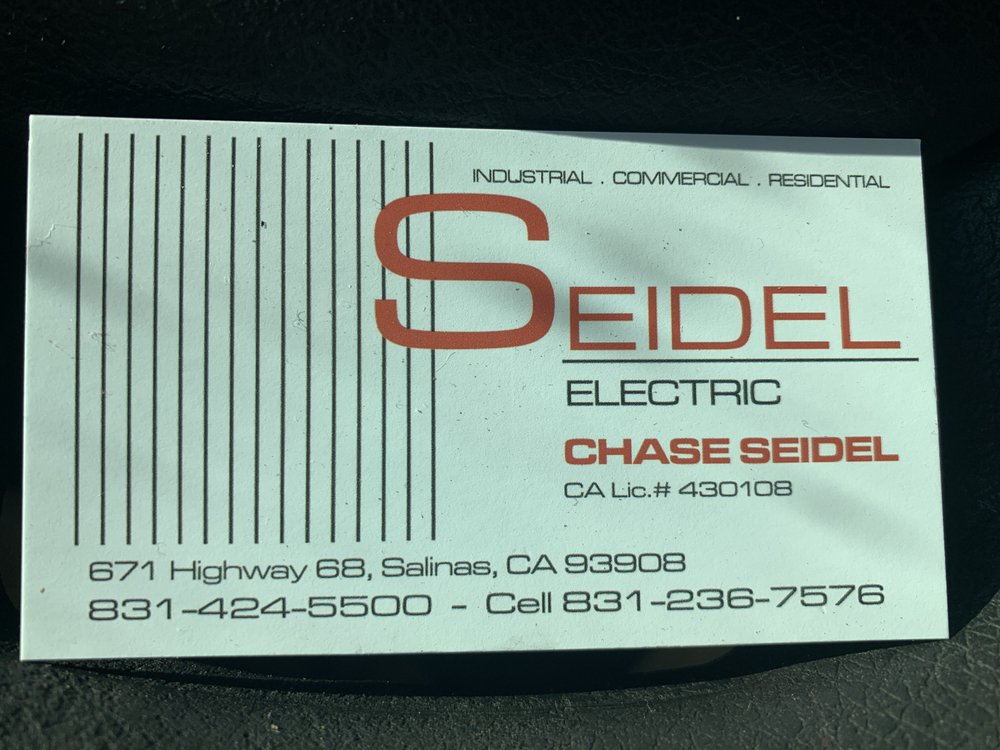 INDUSTRIAL . COMMERCIAL . RESIDENTIAL
SEIDEL
ELECTRIC
CHASE SEIDEL
CA Lic.# 430108
671 Highway 68, Salinas, CA 93908
831-424-5500 - Cell 831-236-7576